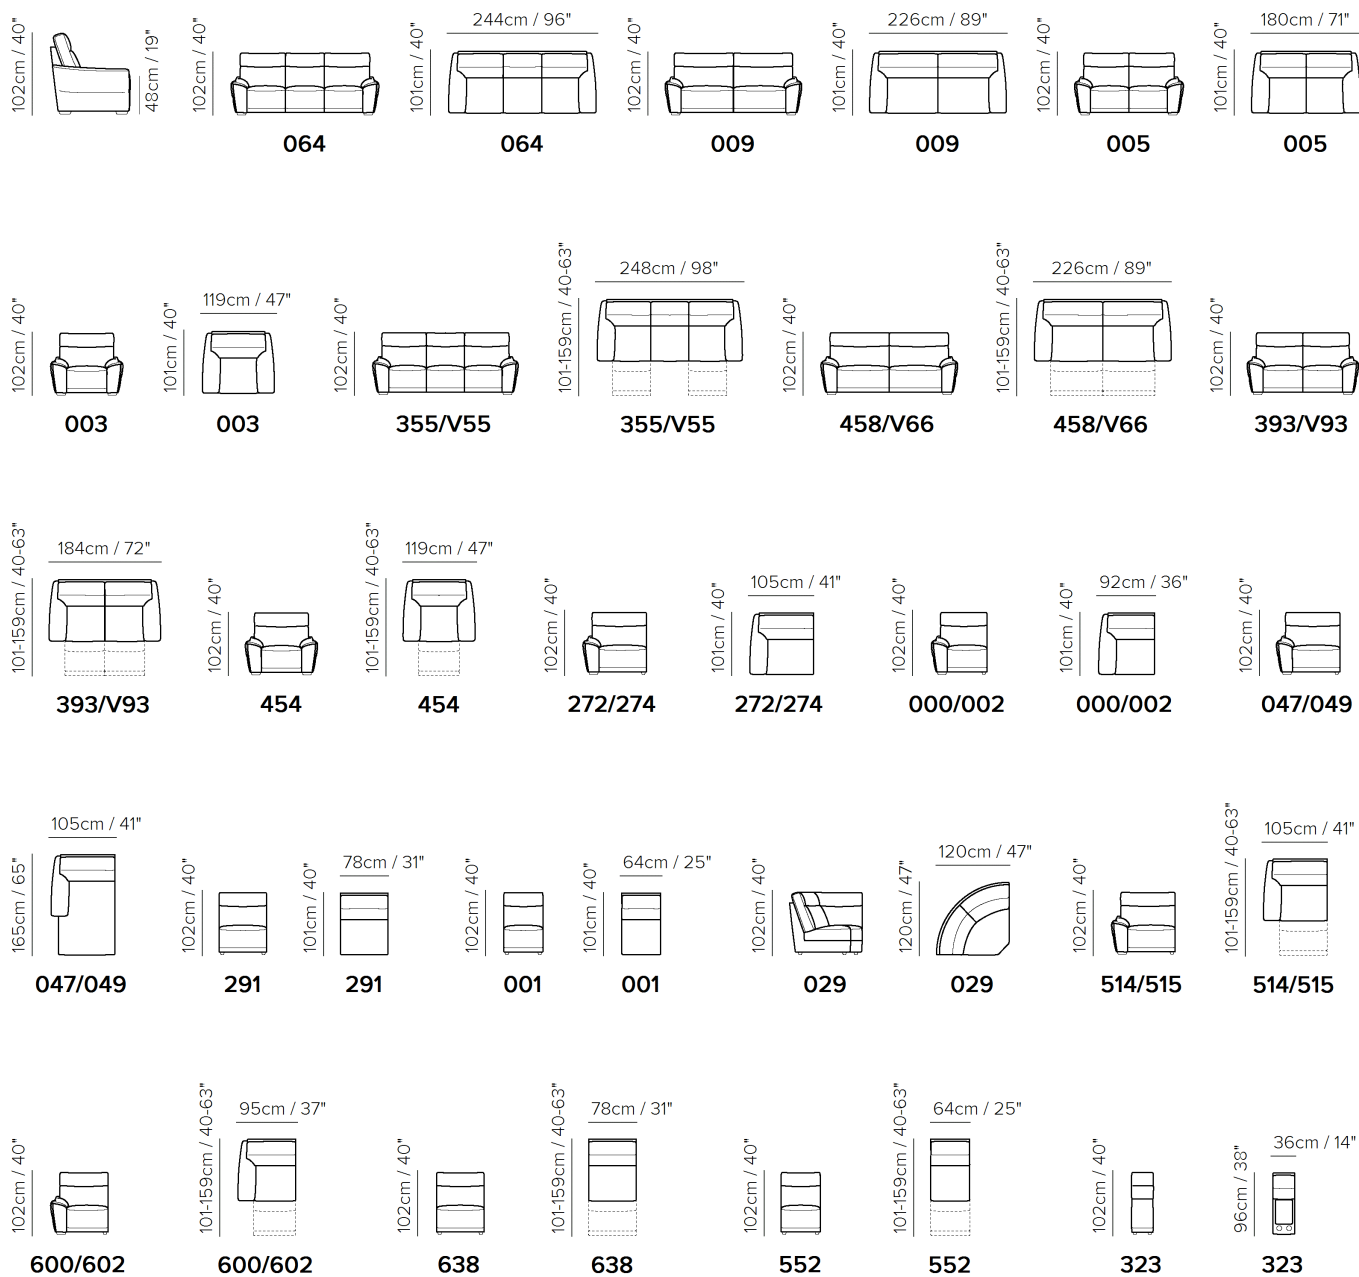 102cm / 40"
48cm / 19"
102cm / 40"
064
244cm / 96"
101cm / 40"
064
102cm / 40"
009
226cm / 89"
101cm / 40"
009
102cm / 40"
005
180cm / 71"
101cm / 40"
005
102cm / 40"
003
119cm / 47"
101cm / 40"
003
102cm / 40"
355/V55
248cm / 98"
101-159cm / 40-63"
355/V55
102cm / 40"
458/V66
226cm / 89"
101-159cm / 40-63"
458/V66
102cm / 40"
393/V93
184cm / 72"
101-159cm / 40-63"
393/V93
102cm / 40"
454
119cm / 47"
101-159cm / 40-63"
454
102cm / 40"
272/274
105cm / 41"
101cm / 40"
272/274
102cm / 40"
000/002
92cm / 36"
101cm / 40"
000/002
102cm / 40"
047/049
105cm / 41"
165cm / 65"
047/049
102cm / 40"
291
78cm / 31"
101cm / 40"
291
102cm / 40"
001
64cm / 25"
101cm / 40"
001
102cm / 40"
029
120cm / 47"
120cm / 47"
029
102cm / 40"
514/515
105cm / 41"
101-159cm / 40-63"
514/515
102cm / 40"
600/602
95cm / 37"
101-159cm / 40-63"
600/602
102cm / 40"
638
78cm / 31"
101-159cm / 40-63"
638
102cm / 40"
552
64cm / 25"
101-159cm / 40-63"
552
102cm / 40"
323
36cm / 14"
96cm / 38"
323